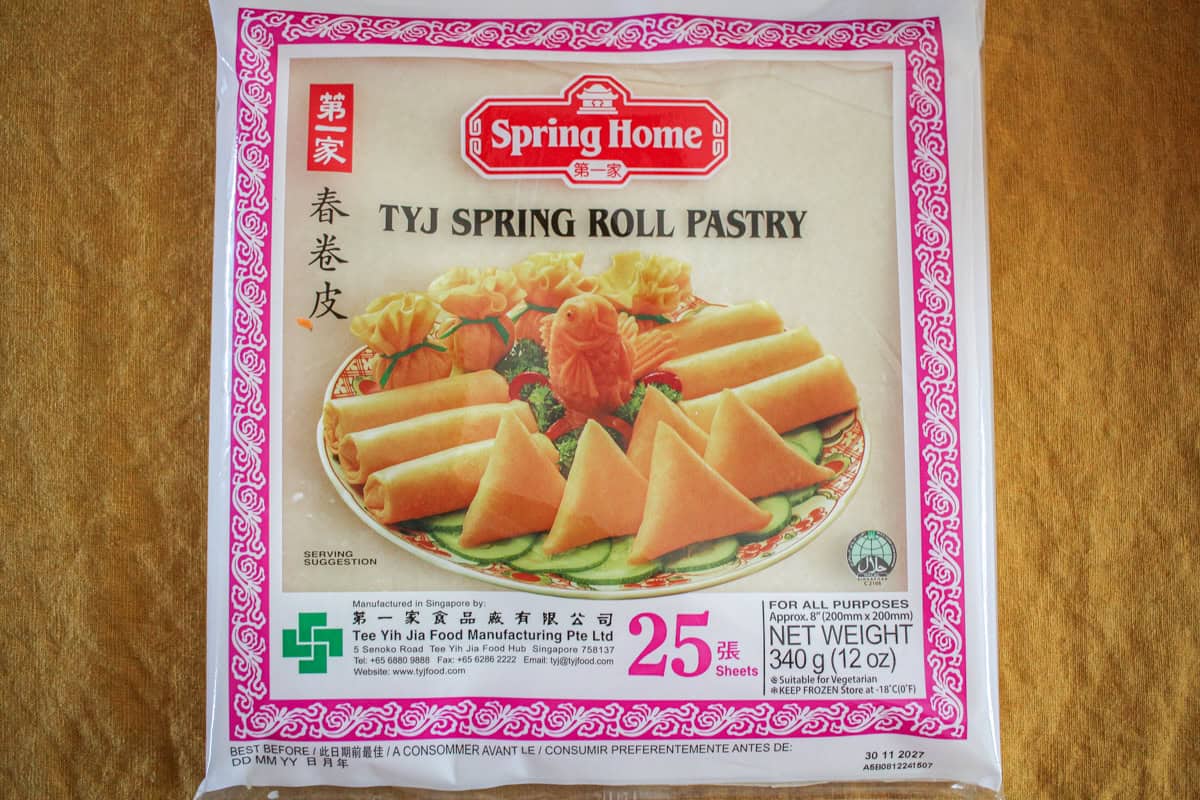 第一家
春卷皮
Spring Home
第一家
TYJ SPRING ROLL PASTRY
SERVING
SUGGESTION
SINGAPORE
Manufactured in Singapore by:
第一家食品廠有限公司
Tee Yih Jia Food Manufacturing Pte Ltd
5 Senoko Road Tee Yih Jia Food Hub Singapore 758137
Tel: +65 6880 9888 Fax: +65 6286 2222 Email: tyj@tyjfood.com
Website: www.tyjfood.com
25 張
Sheets
FOR ALL PURPOSES
Approx. 8" (200mm x 200mm)
NET WEIGHT
340 g (12 oz)
※Suitable for Vegetarian
※KEEP FROZEN Store at -18˚C(0˚F)
BEST BEFORE / 此日期前最佳 / A CONSOMMER AVANT LE / CONSUMIR PREFERENTEMENTE ANTES DE:
DD MM YY 日 月 年
30 11 2027
A5B0812241507